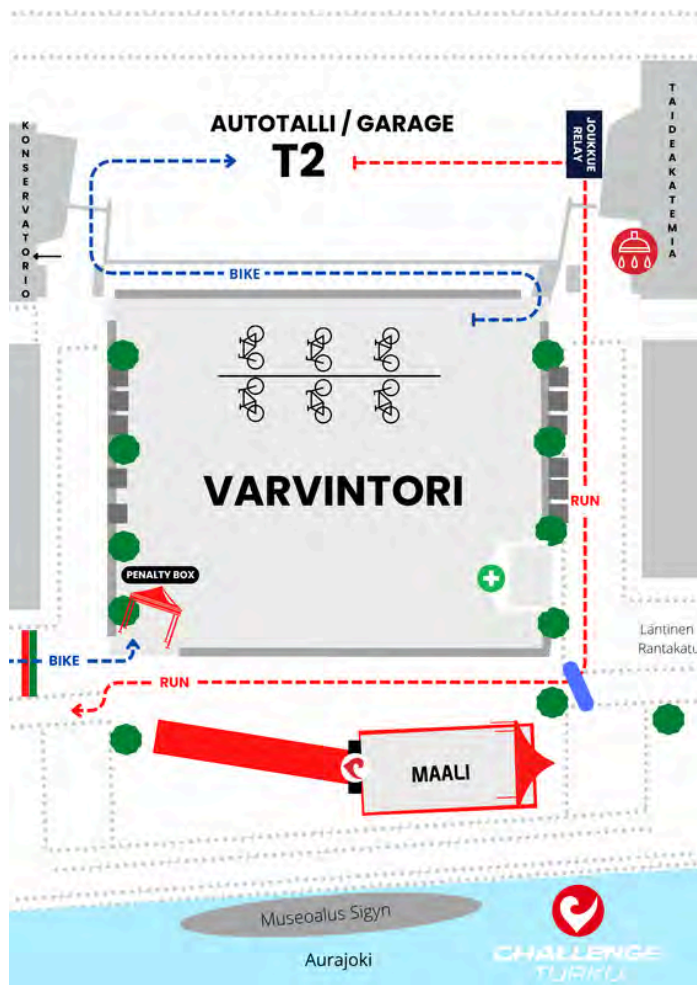 AUTOTALLI / GARAGE
T2
JOUKKUE
RELAY
KONSERVATORIO
TAIDEAKATEMIA
BIKE
VARVINTORI
RUN
PENALTY BOX
Läntinen
Rantakatu
BIKE
RUN
MAALI
Museoalus Sigyn
Aurajoki
CHALLENGE
TURKU